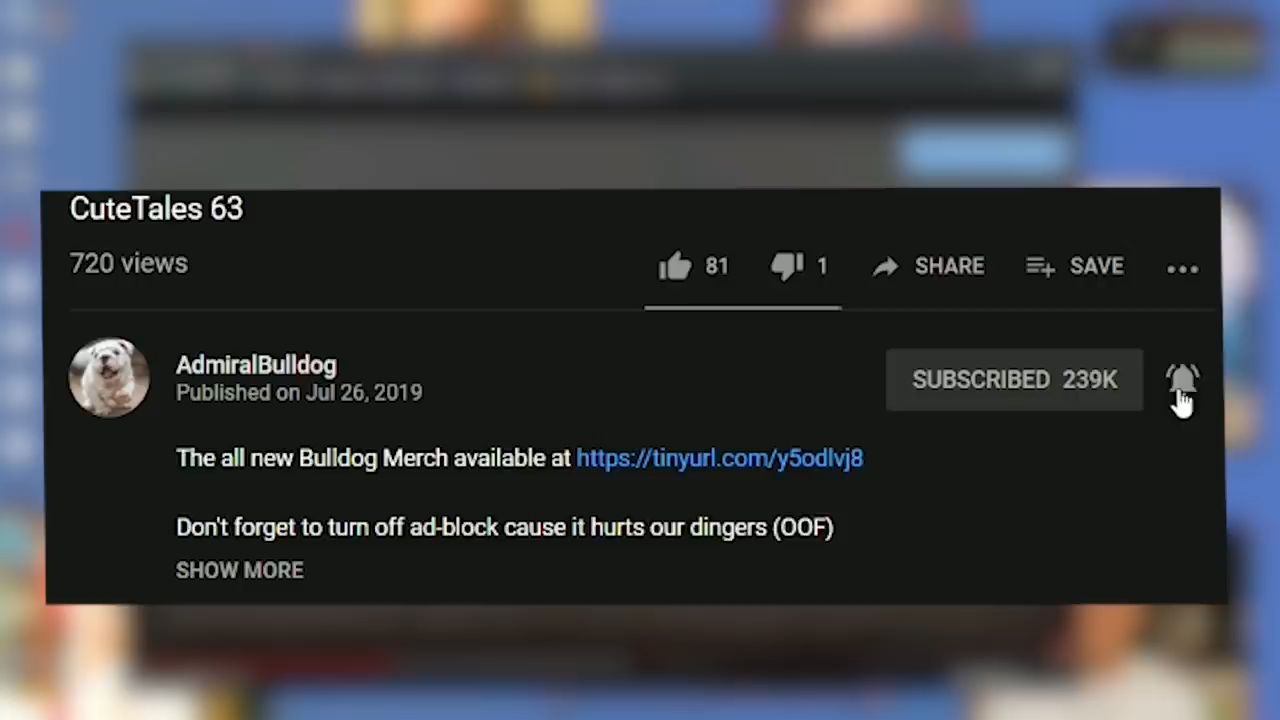 CuteTales 63
720 views
81
1
SHARE
SAVE
AdmiralBulldog
Published on Jul 26, 2019
SUBSCRIBED 239K
The all new Bulldog Merch available at https://tinyurl.com/y5odlvj8
Don't forget to turn off ad-block cause it hurts our dingers (OOF)
SHOW MORE